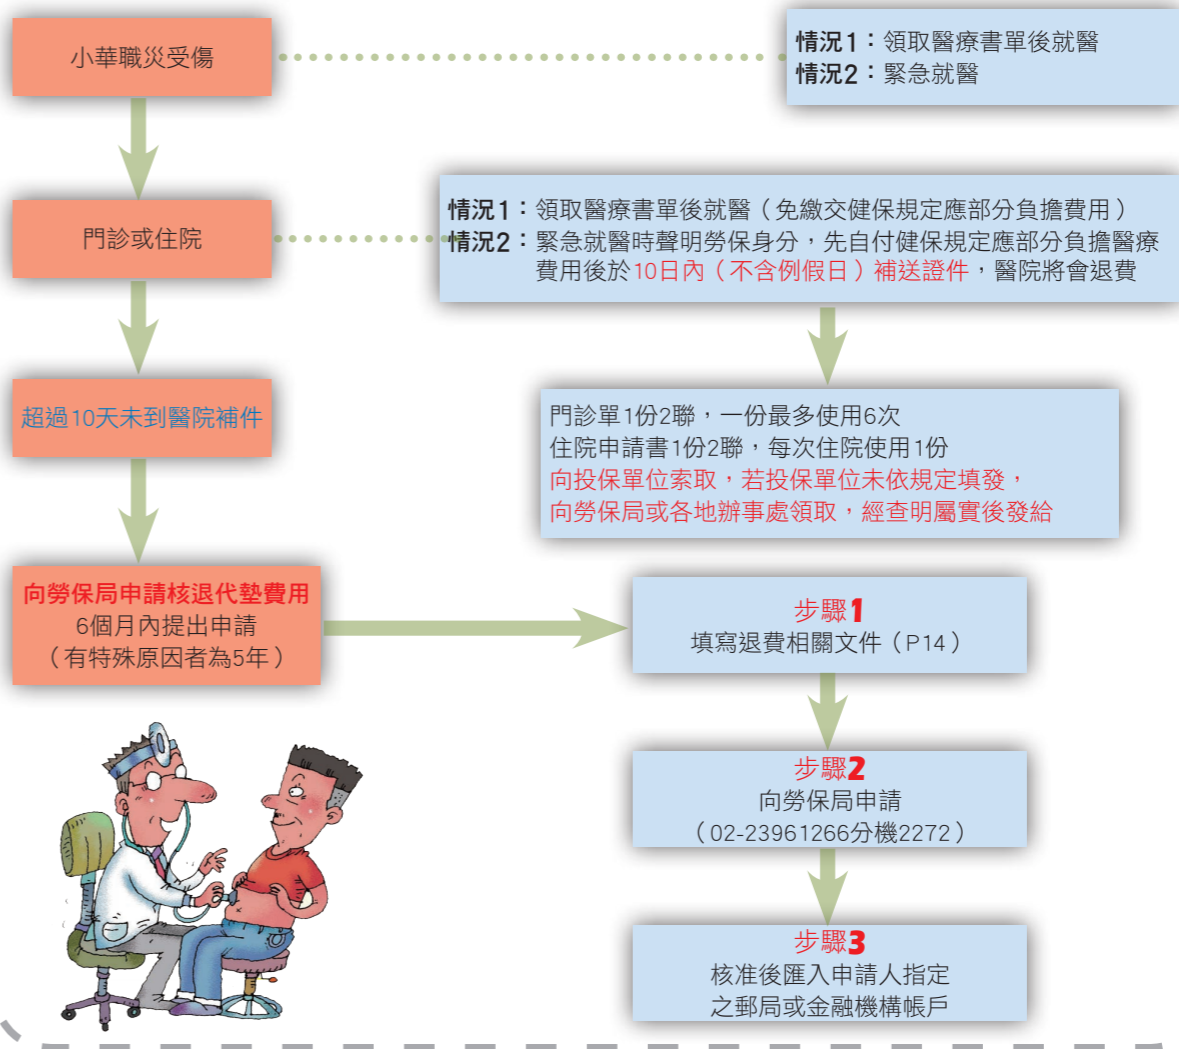 小華職災受傷
情況1：領取醫療書單後就醫
情況2：緊急就醫
門診或住院
情況1：領取醫療書單後就醫（免繳交健保規定應部分負擔費用）
情況2：緊急就醫時聲明勞保身分，先自付健保規定應部分負擔醫療
費用後於10日內（不含例假日）補送證件，醫院將會退費
超過10天未到醫院補件
門診單1份2聯，一份最多使用6次
住院申請書1份2聯，每次住院使用1份
向投保單位索取，若投保單位未依規定填發，
向勞保局或各地辦事處領取，經查明屬實後發給
向勞保局申請核退代墊費用
6個月內提出申請
（有特殊原因者為5年）
步驟1
填寫退費相關文件（P14）
步驟2
向勞保局申請
（02-23961266分機2272）
步驟3
核准後匯入申請人指定
之郵局或金融機構帳戶